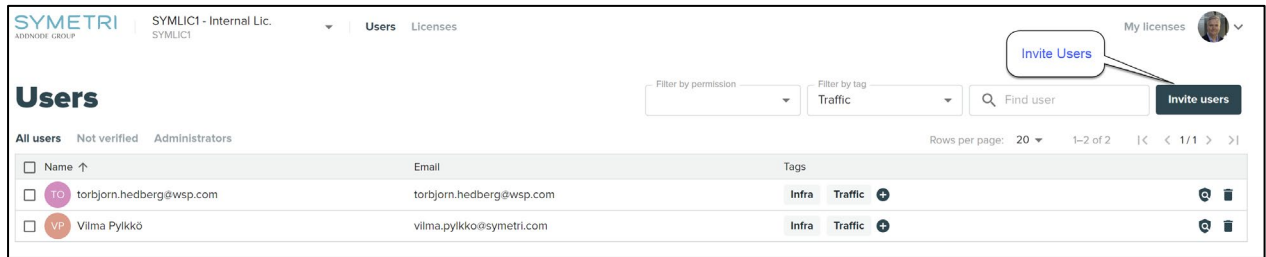 SYMETRI
ADDNODE GROUP
SYMLIC1 - Internal Lic.
SYMLIC1
Users Licenses
My licenses
Invite Users
Users
Filter by permission
Filter by tag
Traffic
Find user
Invite users
All users Not verified Administrators
Rows per page: 20 1–2 of 2 |< < 1/1 > >|
Name ↑ Email Tags
TO torbjorn.hedberg@wsp.com torbjorn.hedberg@wsp.com Infra Traffic
VP Vilma Pylkkö vilma.pylkko@symetri.com Infra Traffic